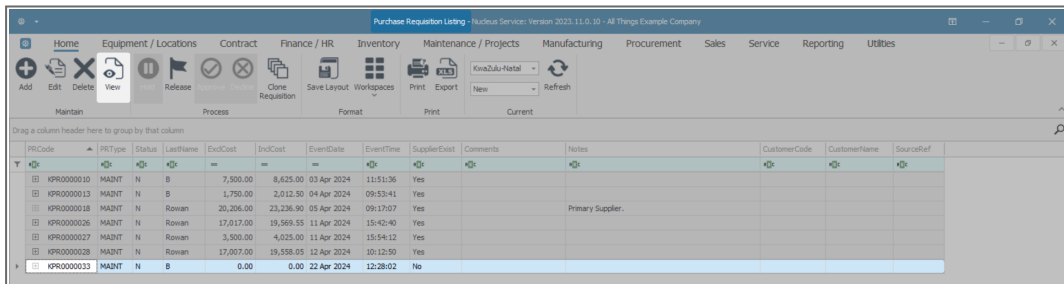 Purchase Requisition Listing - Nucleus Service: Version 2023.11.0.10 - All Things Example Company
Home Equipment / Locations Contract Finance / HR Inventory Maintenance / Projects Manufacturing Procurement Sales Service Reporting Utilities
Add Edit Delete View Release Clone Requisition Save Layout Workspaces Print Export Refresh
XLS
KwaZulu-Natal
New
Maintain Process Format Print Current
Drag a column header here to group by that column
PRCode PRType Status LastName ExclCost InclCost EventDate EventTime SupplierExist Comments Notes CustomerCode CustomerName SourceRef
KPR0000010 MAINT N B 7,500.00 8,625.00 03 Apr 2024 11:51:36 Yes
KPR0000013 MAINT N B 1,750.00 2,012.50 04 Apr 2024 09:53:41 Yes
KPR0000018 MAINT N Rowan 20,206.00 23,236.90 05 Apr 2024 09:17:07 Yes Primary Supplier.
KPR0000026 MAINT N Rowan 17,017.00 19,569.55 11 Apr 2024 15:42:40 Yes
KPR0000027 MAINT N Rowan 3,500.00 4,025.00 11 Apr 2024 15:54:12 Yes
KPR0000028 MAINT N Rowan 17,007.00 19,558.05 12 Apr 2024 10:12:50 Yes
KPR0000033 MAINT N B 0.00 0.00 22 Apr 2024 12:28:02 No